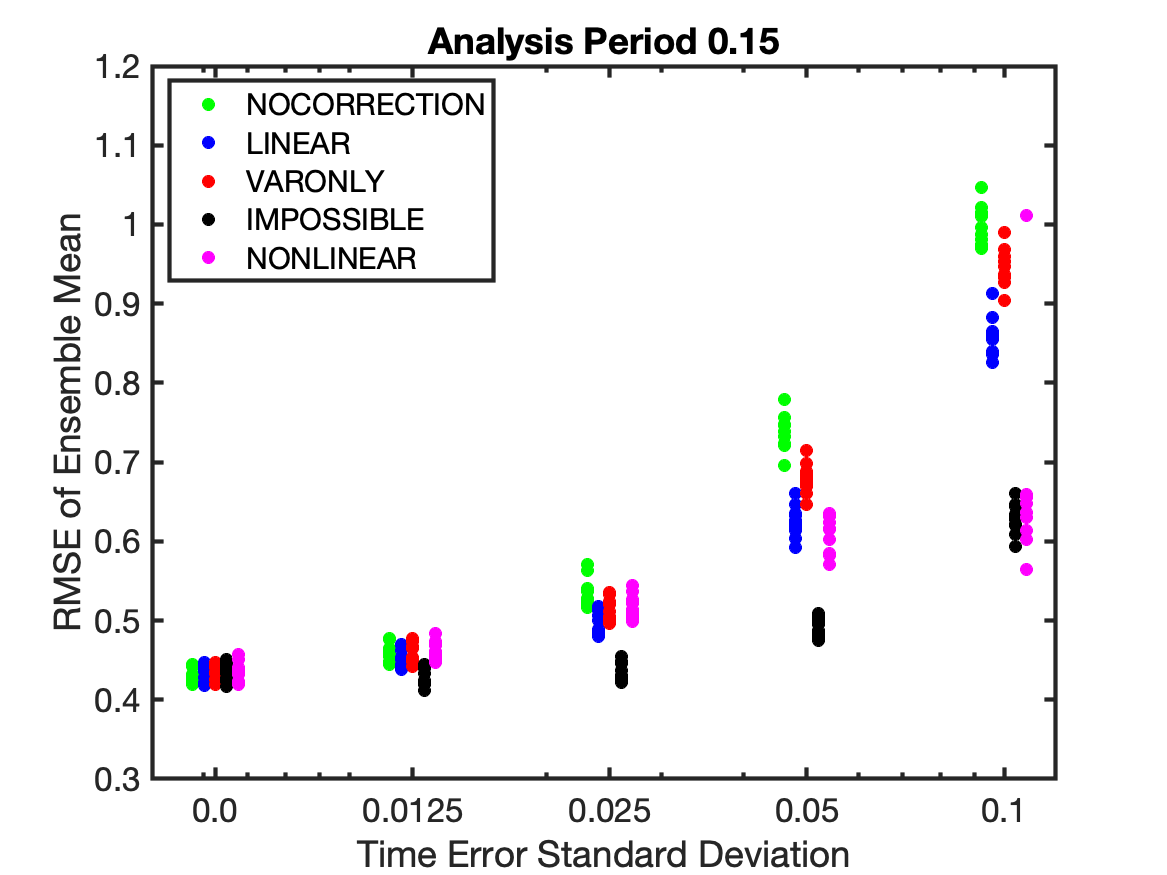 Analysis Period 0.15
1.2
1.1
1
0.9
0.8
0.7
0.6
0.5
0.4
0.3
RMSE of Ensemble Mean
NOCORRECTION
LINEAR
VARONLY
IMPOSSIBLE
NONLINEAR
0.0 0.0125 0.025 0.05 0.1
Time Error Standard Deviation